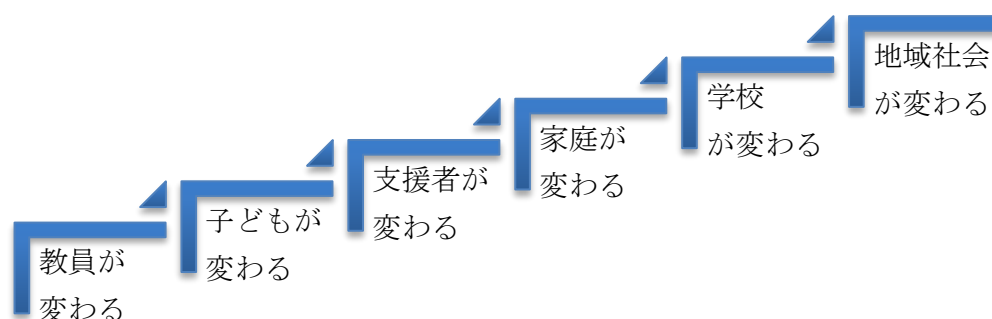 教員が
変わる
子どもが
変わる
支援者が
変わる
家庭が
変わる
学校
が変わる
地域社会
が変わる